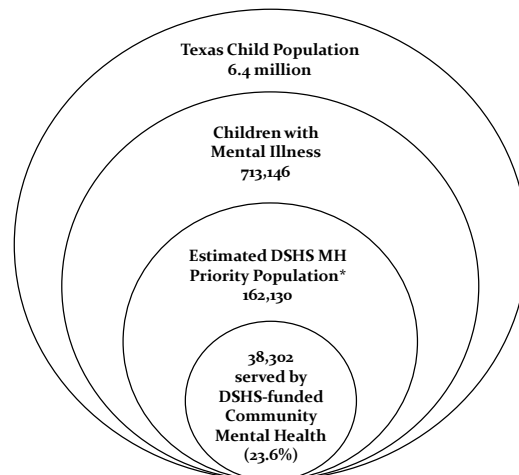 Texas Child Population
6.4 million
Children with
Mental Illness
713,146
Estimated DSHS MH
Priority Population*
162,130
38,302
served by
DSHS-funded
Community
Mental Health
(23.6%)